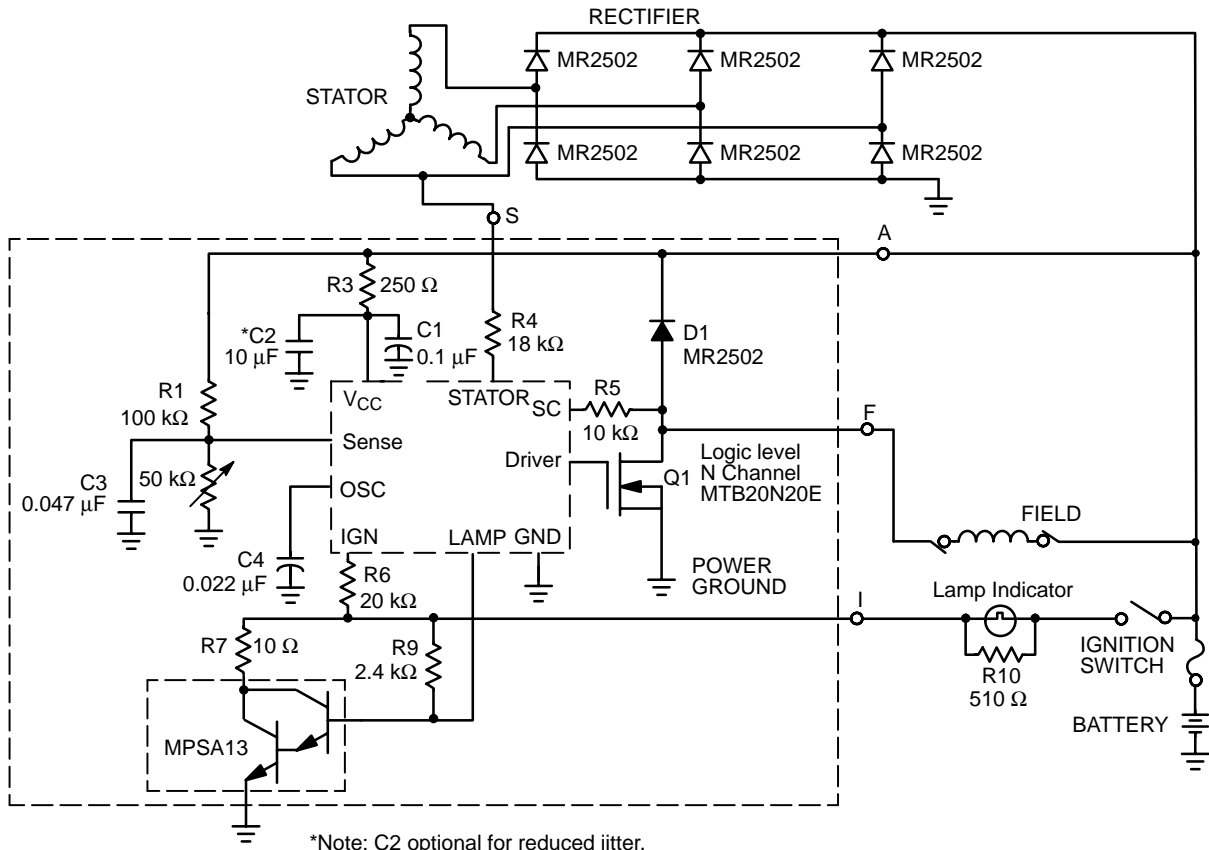 RECTIFIER
MR2502
MR2502
MR2502
STATOR
MR2502
MR2502
MR2502
S
A
R3
250 Ω
*C2
10 μF
C1
0.1 μF
R4
18 kΩ
D1
MR2502
R1
100 kΩ
VCC
STATOR
SC
R5
10 kΩ
F
Sense
Driver
Logic level
N Channel
MTB20N20E
Q1
C3
0.047 μF
50 kΩ
OSC
FIELD
IGN
LAMP
GND
C4
0.022 μF
R6
20 kΩ
POWER
GROUND
Lamp Indicator
I
R7
10 Ω
R9
2.4 kΩ
R10
510 Ω
IGNITION
SWITCH
BATTERY
MPSA13
*Note: C2 optional for reduced jitter.